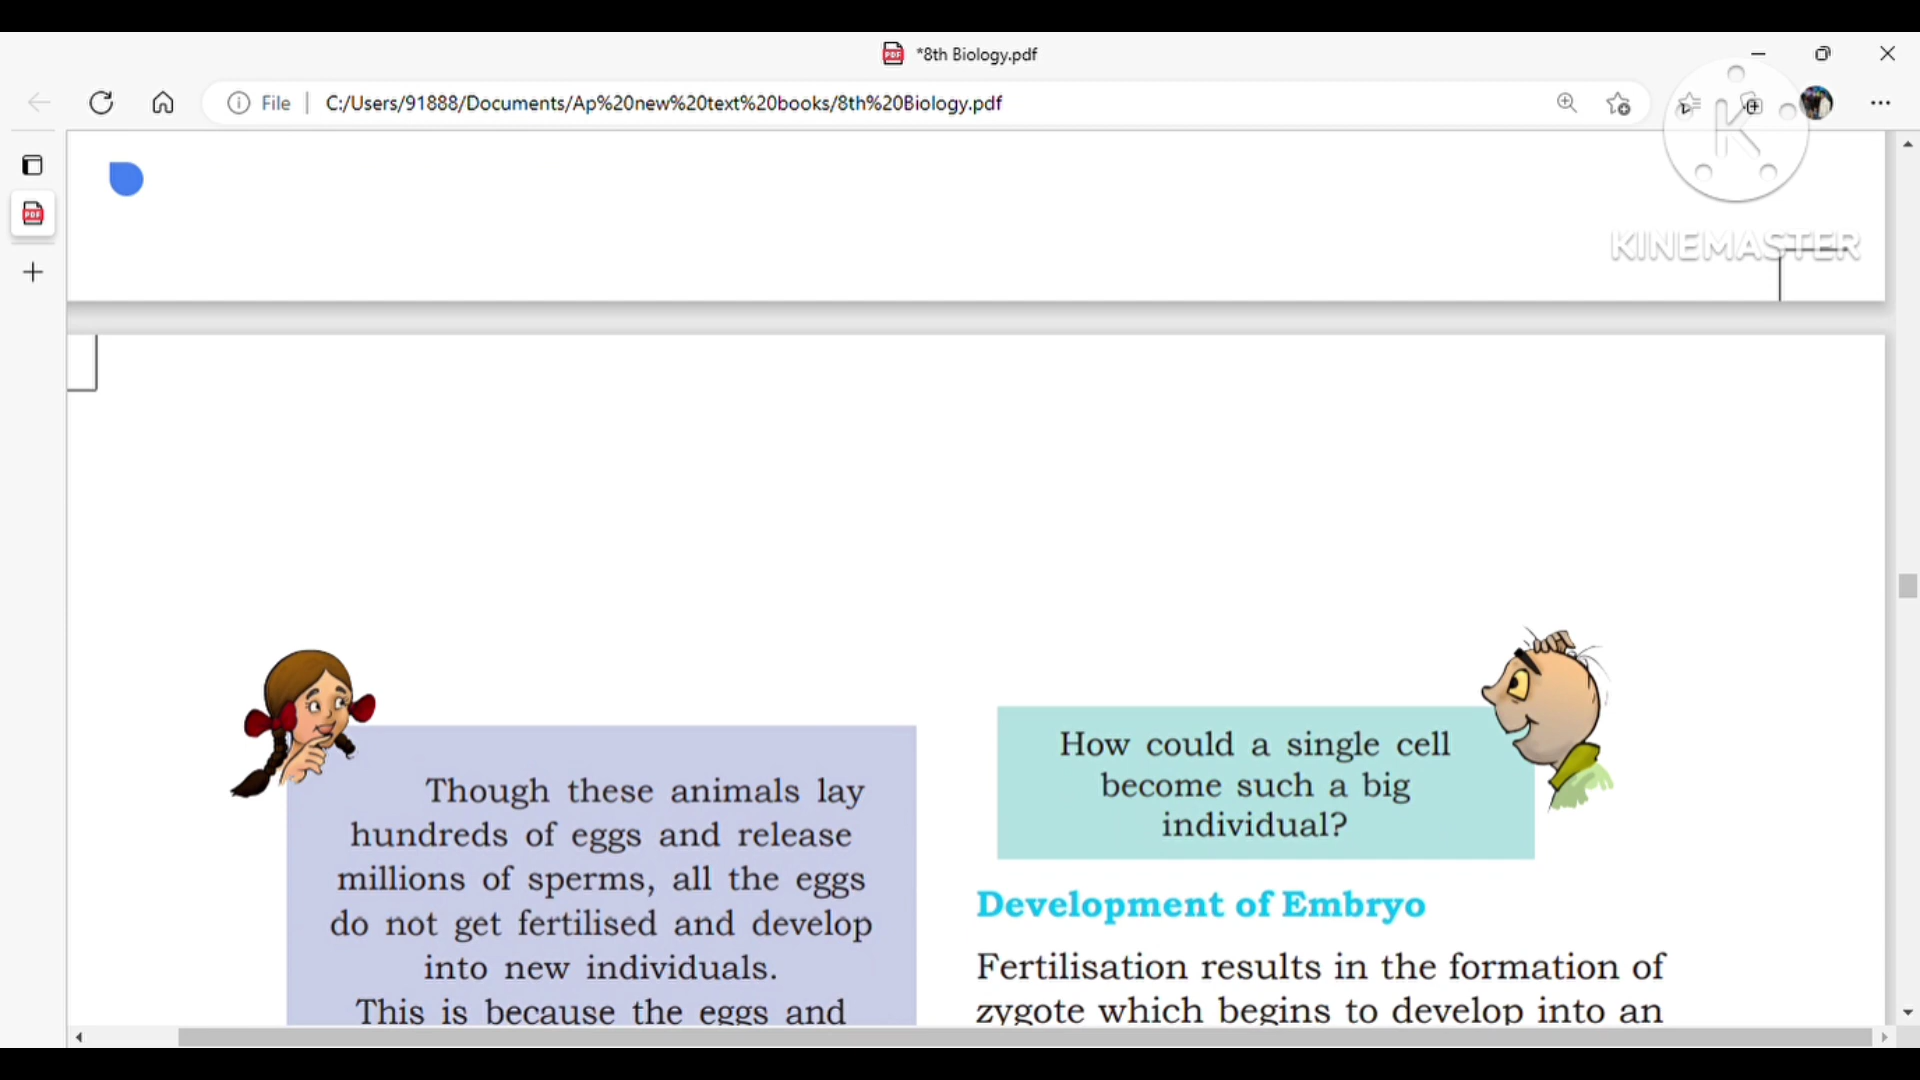 *8th Biology.pdf
File | C:/Users/91888/Documents/Ap%20new%20text%20books/8th%20Biology.pdf
K
KINEMASTER
PDF
Though these animals lay
hundreds of eggs and release
millions of sperms, all the eggs
do not get fertilised and develop
into new individuals.
This is because the eggs and
How could a single cell
become such a big
individual?
Development of Embryo
Fertilisation results in the formation of
zygote which begins to develop into an